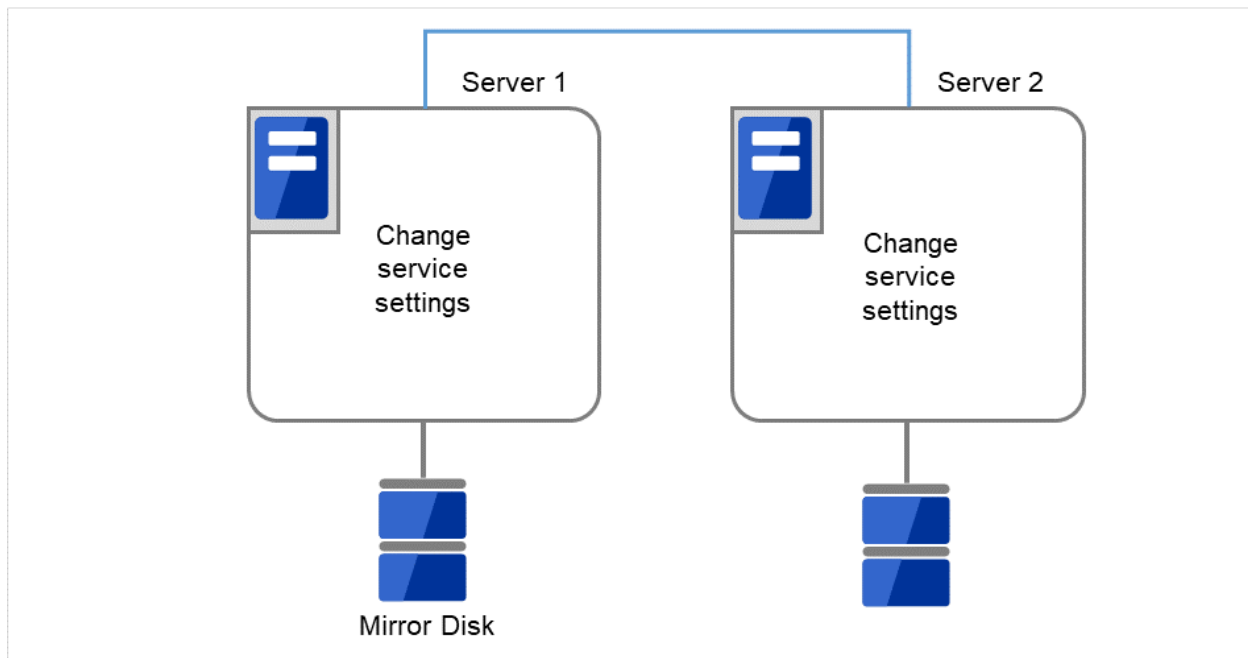 Server 1
Server 2
Change
service
settings
Change
service
settings
Mirror Disk